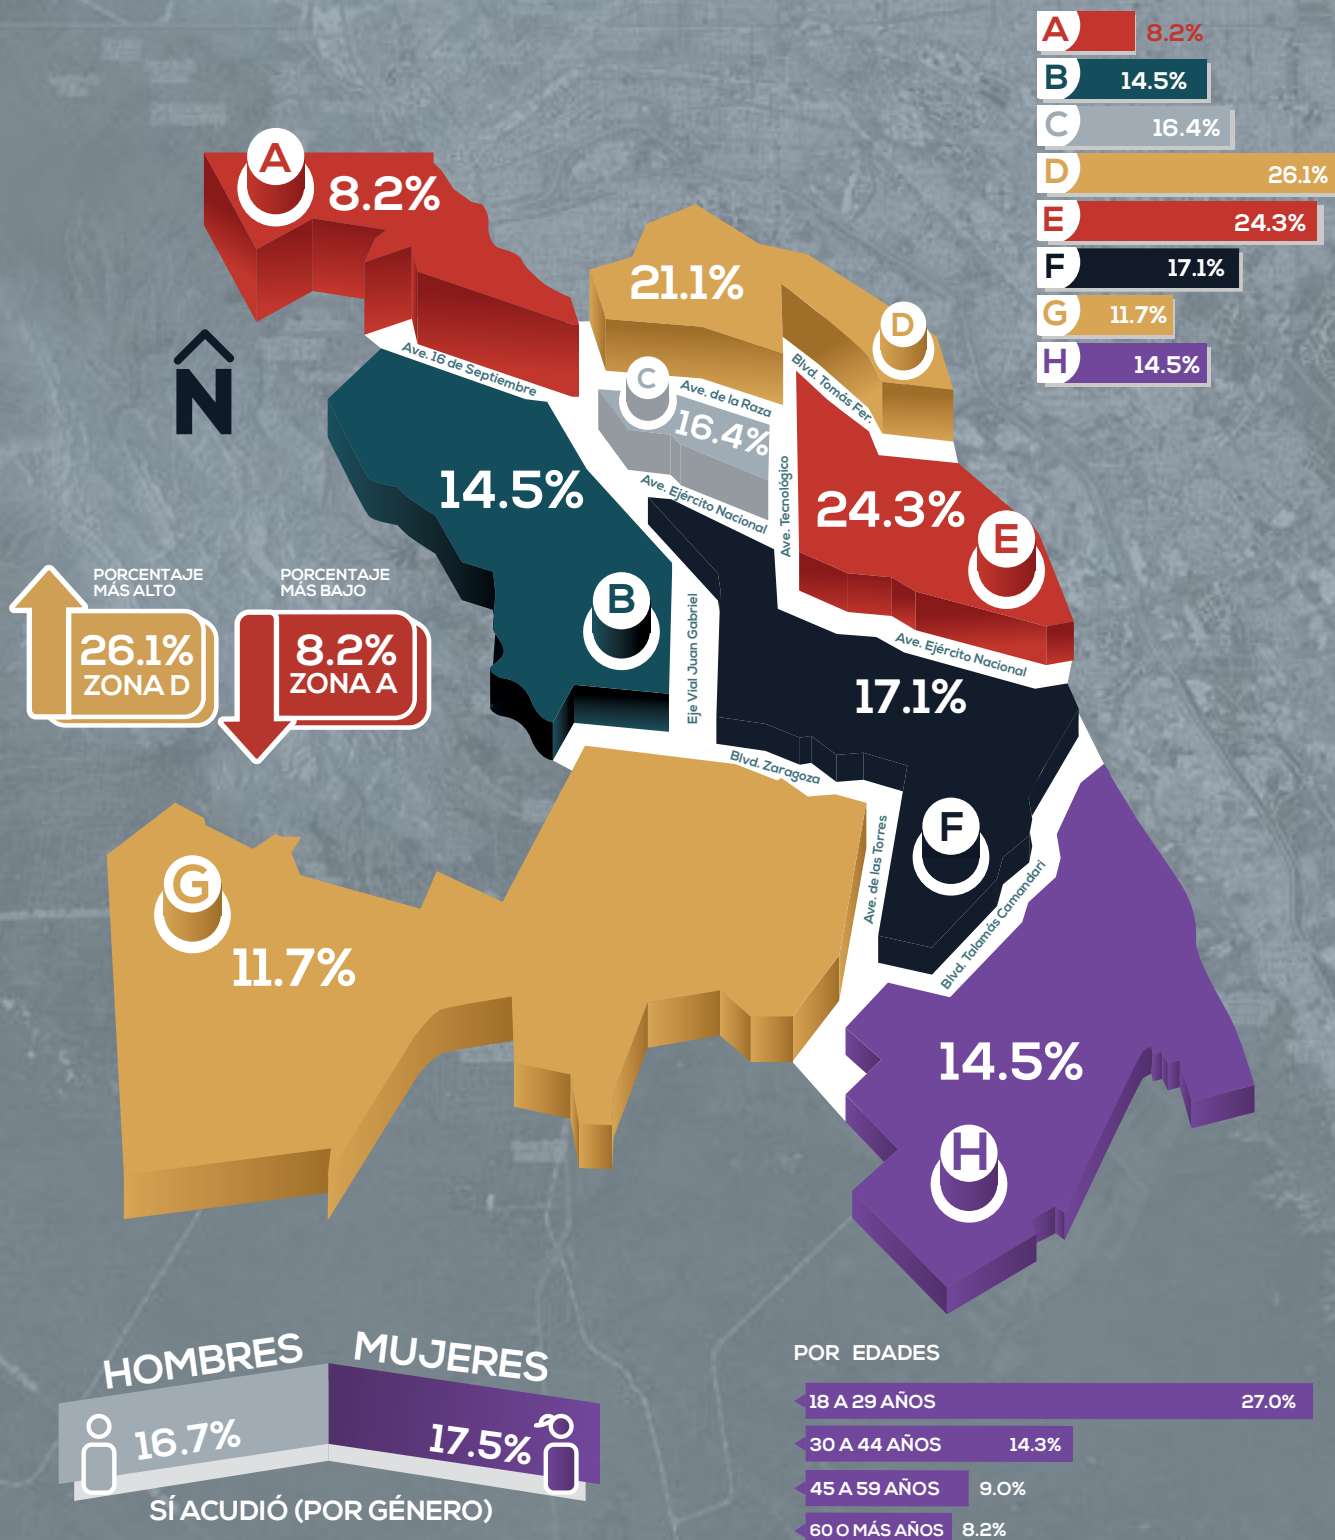 A 8.2%
B 14.5%
C 16.4%
D 26.1%
E 24.3%
F 17.1%
G 11.7%
H 14.5%
A
8.2%
21.1%
D
Ave. 16 de Septiembre
Blvd. Tomás Fer.
C
Ave. de la Raza
16.4%
N
14.5%
Ave. Ejército Nacional
Ave. Tecnológico
24.3%
E
PORCENTAJE
MÁS ALTO
26.1%
ZONA D
PORCENTAJE
MÁS BAJO
8.2%
ZONA A
B
Eje Vial Juan Gabriel
Ave. Ejército Nacional
17.1%
Blvd. Zaragoza
F
Ave. de las Torres
Blvd. Talamás Camandari
G
11.7%
14.5%
H
HOMBRES
MUJERES
16.7%
17.5%
SÍ ACUDIÓ (POR GÉNERO)
POR EDADES
18 A 29 AÑOS 27.0%
30 A 44 AÑOS 14.3%
45 A 59 AÑOS 9.0%
60 O MÁS AÑOS 8.2%